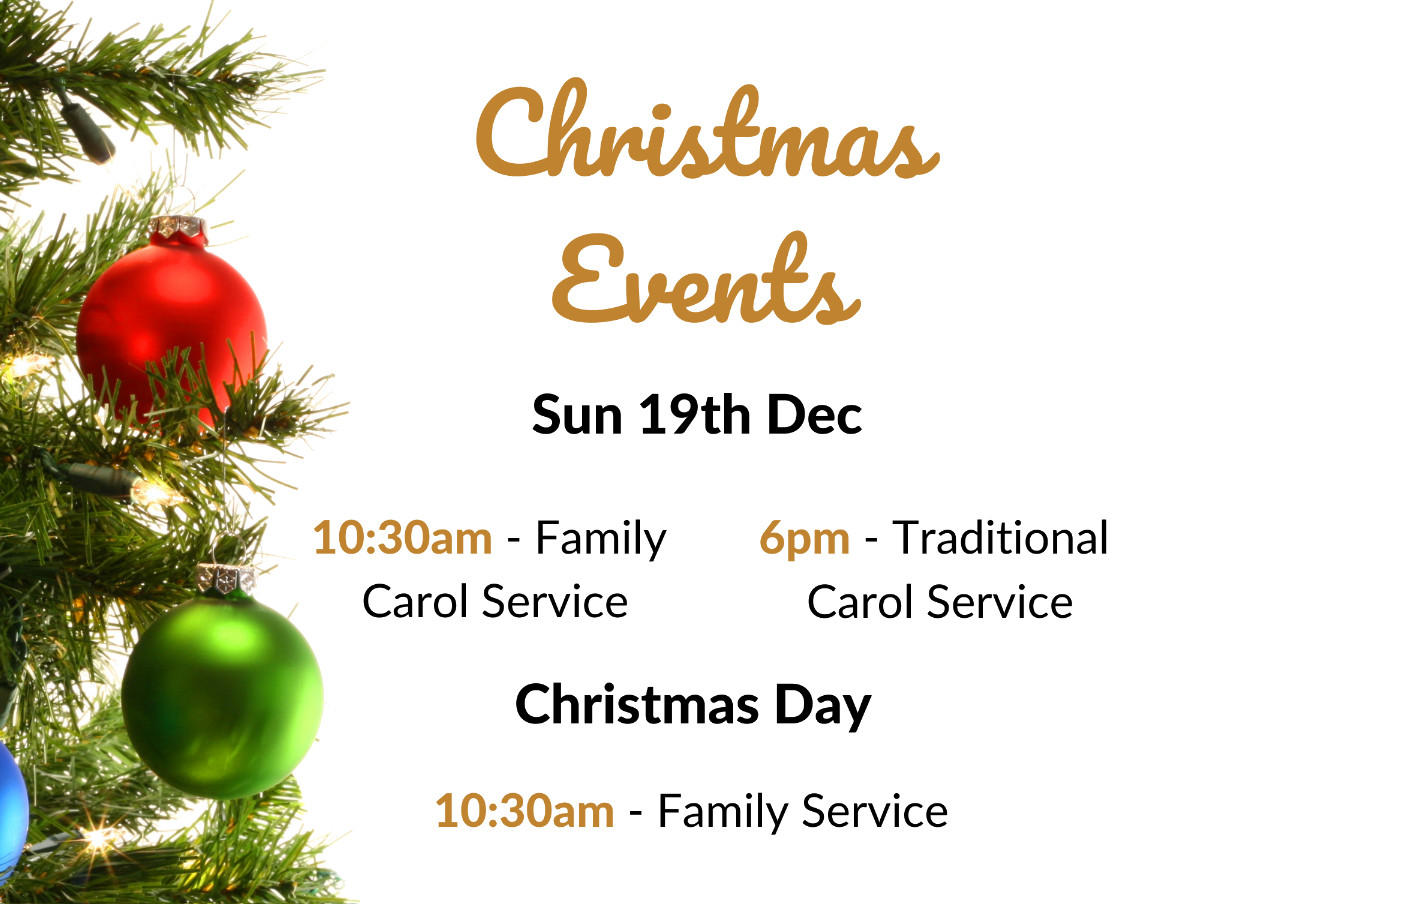 Christmas
Events
Sun 19th Dec
10:30am - Family
Carol Service
6pm - Traditional
Carol Service
Christmas Day
10:30am - Family Service